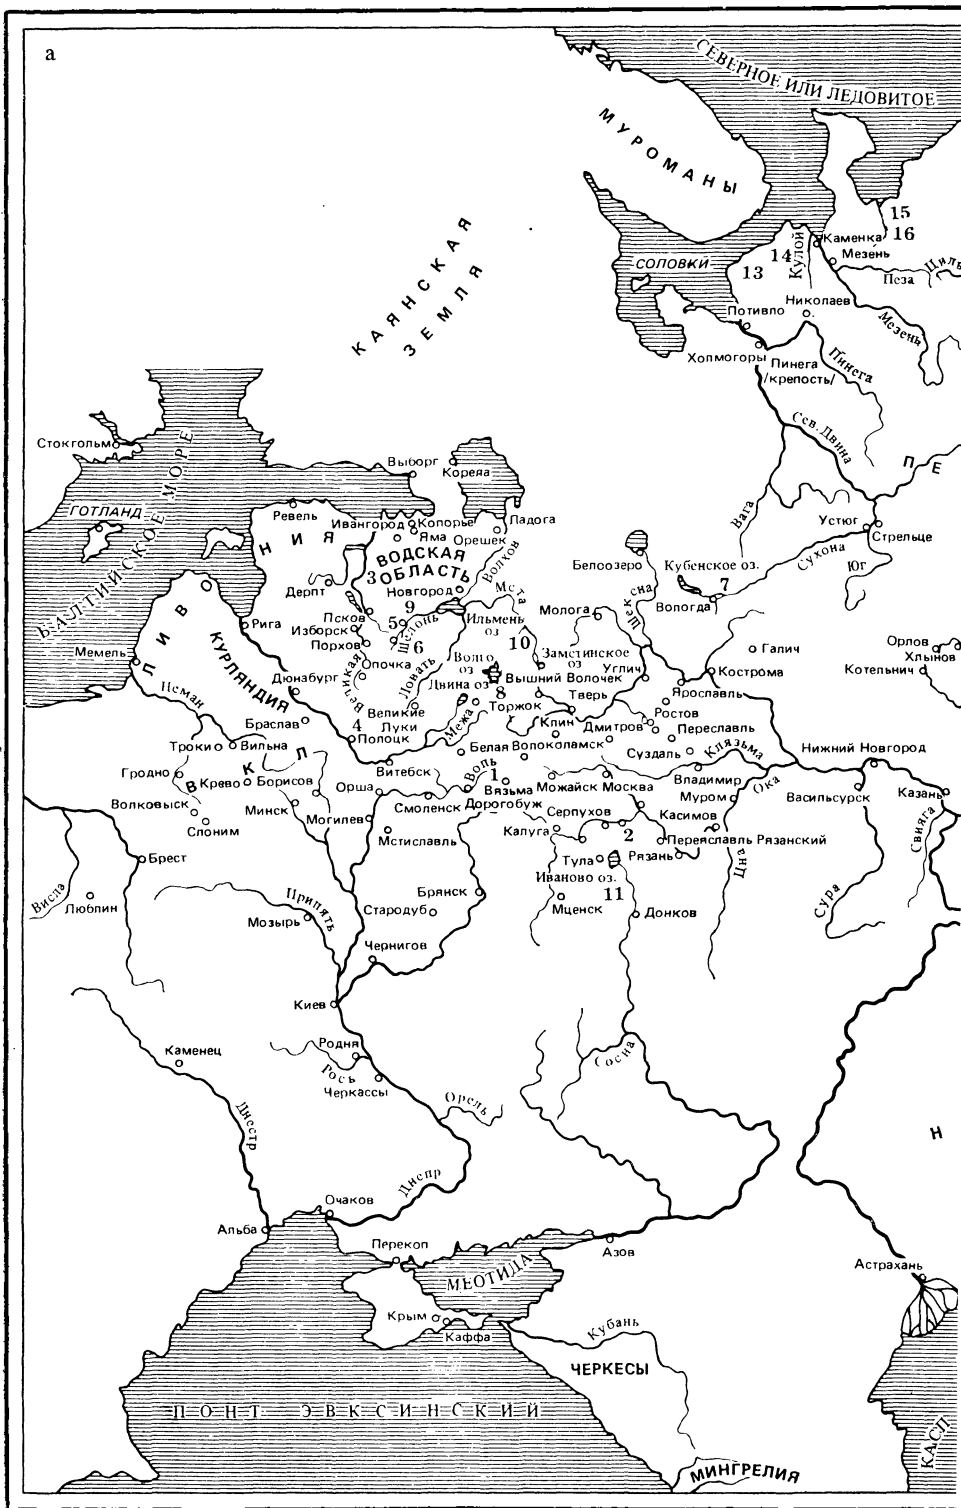 а
СЕВЕРНОЕ ИЛИ ЛЕДОВИТОЕ
МУРОМАНЫ
15
16
КАЯНСКАЯ
ЗЕМЛЯ
СОЛОВКИ
13
14
Кулой
Каменка
Мезень
Пеза
Циль
Николаев
Потивло
Мезень
Холмогоры
Пинега
/крепость/
Пинега
Сев. Двина
ПЕ
Стокгольм
БАЛТИЙСКОЕ МОРЕ
ГОТЛАНД
Выборг
Корела
Ревель
Ивангород
Копорье
Яма
Орешек
Ладога
Вага
Устюг
Стрельце
Сухона
Юг
НИЯ
ВОДСКАЯ
ОБЛАСТЬ
Волхов
Белоозеро
Кубенское оз.
7
Вологда
3
Дерпт
Новгород
Мста
9
Псков
5
Шелонь
Ильмень
оз
Молога
Шексна
Изборск
7
6
10
Порхов
Рига
ЛИВ
КУРЛЯНДИЯ
Мемель
Опочка
Великая
Ловать
Волго
оз
Замстинское
оз
Углич
Галич
Кострома
Орлов
Хлынов
Котельнич
Дюнабург
Двина оз
8
Вышний Волочек
Тверь
Ярославль
Неман
Великие
Луки
4
Межа
Торжок
Ростов
Браслав
Полоцк
Клин
Дмитров
Переславль
Троки
Вильна
Л
Белая
Волоколамск
Суздаль
Клязьма
Нижний Новгород
Гродно
В
К
Крево
Борисов
Витебск
Вопь
1
Вязьма
Можайск
Москва
Владимир
Ока
Орша
Волковыск
Слоним
Минск
Могилев
Смоленск
Дорогобуж
Серпухов
Муром
Васильсурск
Казань
Касимов
Калуга
2
Мстиславль
Переяславль Рязанский
Свияга
Брест
Тула
Рязань
Цна
Иваново оз.
11
Висла
Люблин
Припять
Брянск
Сура
Мозырь
Стародуб
Мценск
Донков
Чернигов
Киев
Каменец
Родня
Рось
Черкассы
Сосна
Орель
Днестр
Н
Днепр
Очаков
Альба
Перекоп
Азов
МЕОТИДА
Астрахань
Крым
Каффа
Кубань
ЧЕРКЕСЫ
ПОНТ ЭВКСИНСКИЙ
МИНГРЕЛИЯ
КАСП